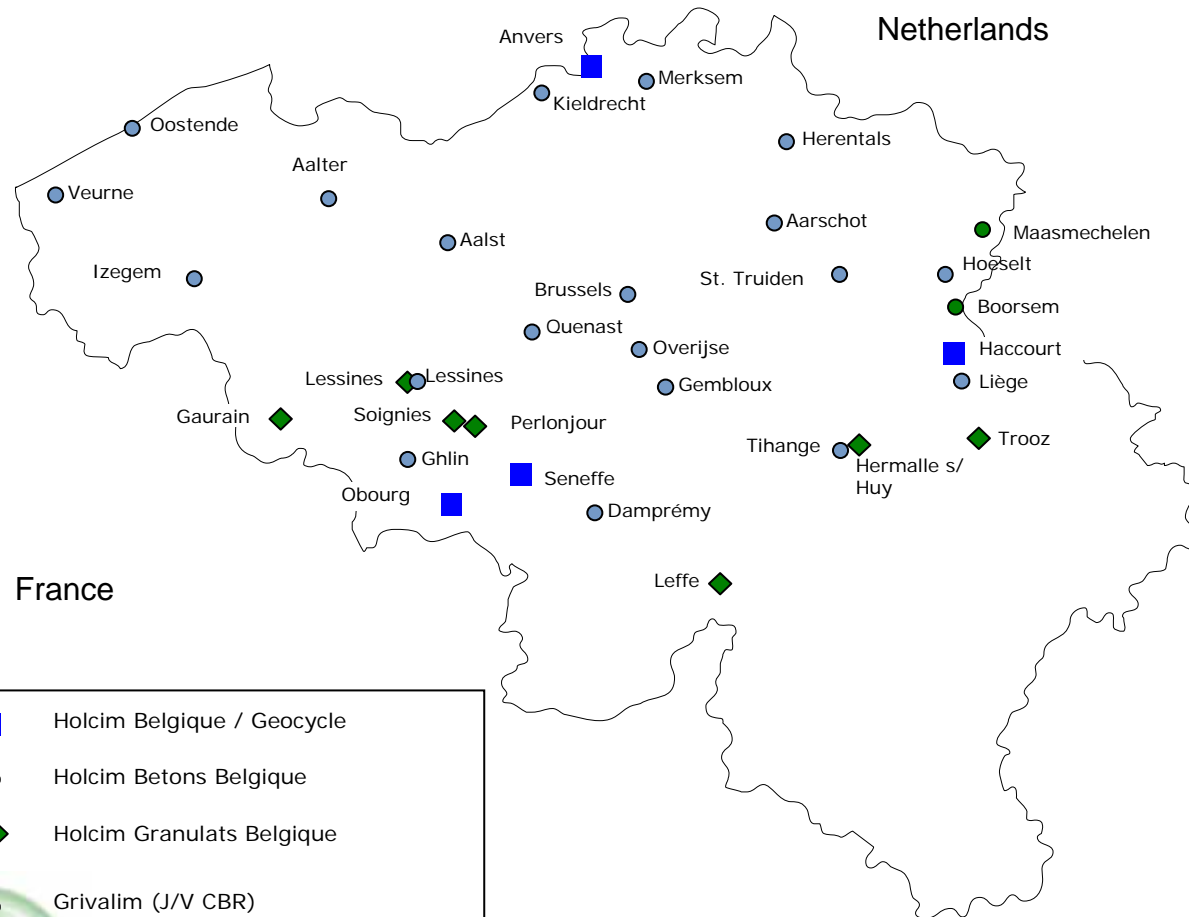 Netherlands
Anvers
Merksem
Kieldrecht
Oostende
Herentals
Aalter
Veurne
Aarschot
Maasmechelen
Aalst
Hoeselt
Izegem
St. Truiden
Brussels
Boorsem
Quenast
Overijse
Haccourt
Lessines
Lessines
Gembloux
Liège
Gaurain
Soignies
Perlonjour
Tihange
Trooz
Ghlin
Hermalle s/
Huy
Seneffe
Obourg
Damprémy
Leffe
France
Holcim Belgique / Geocycle
Holcim Betons Belgique
Holcim Granulats Belgique
Grivalim (J/V CBR)